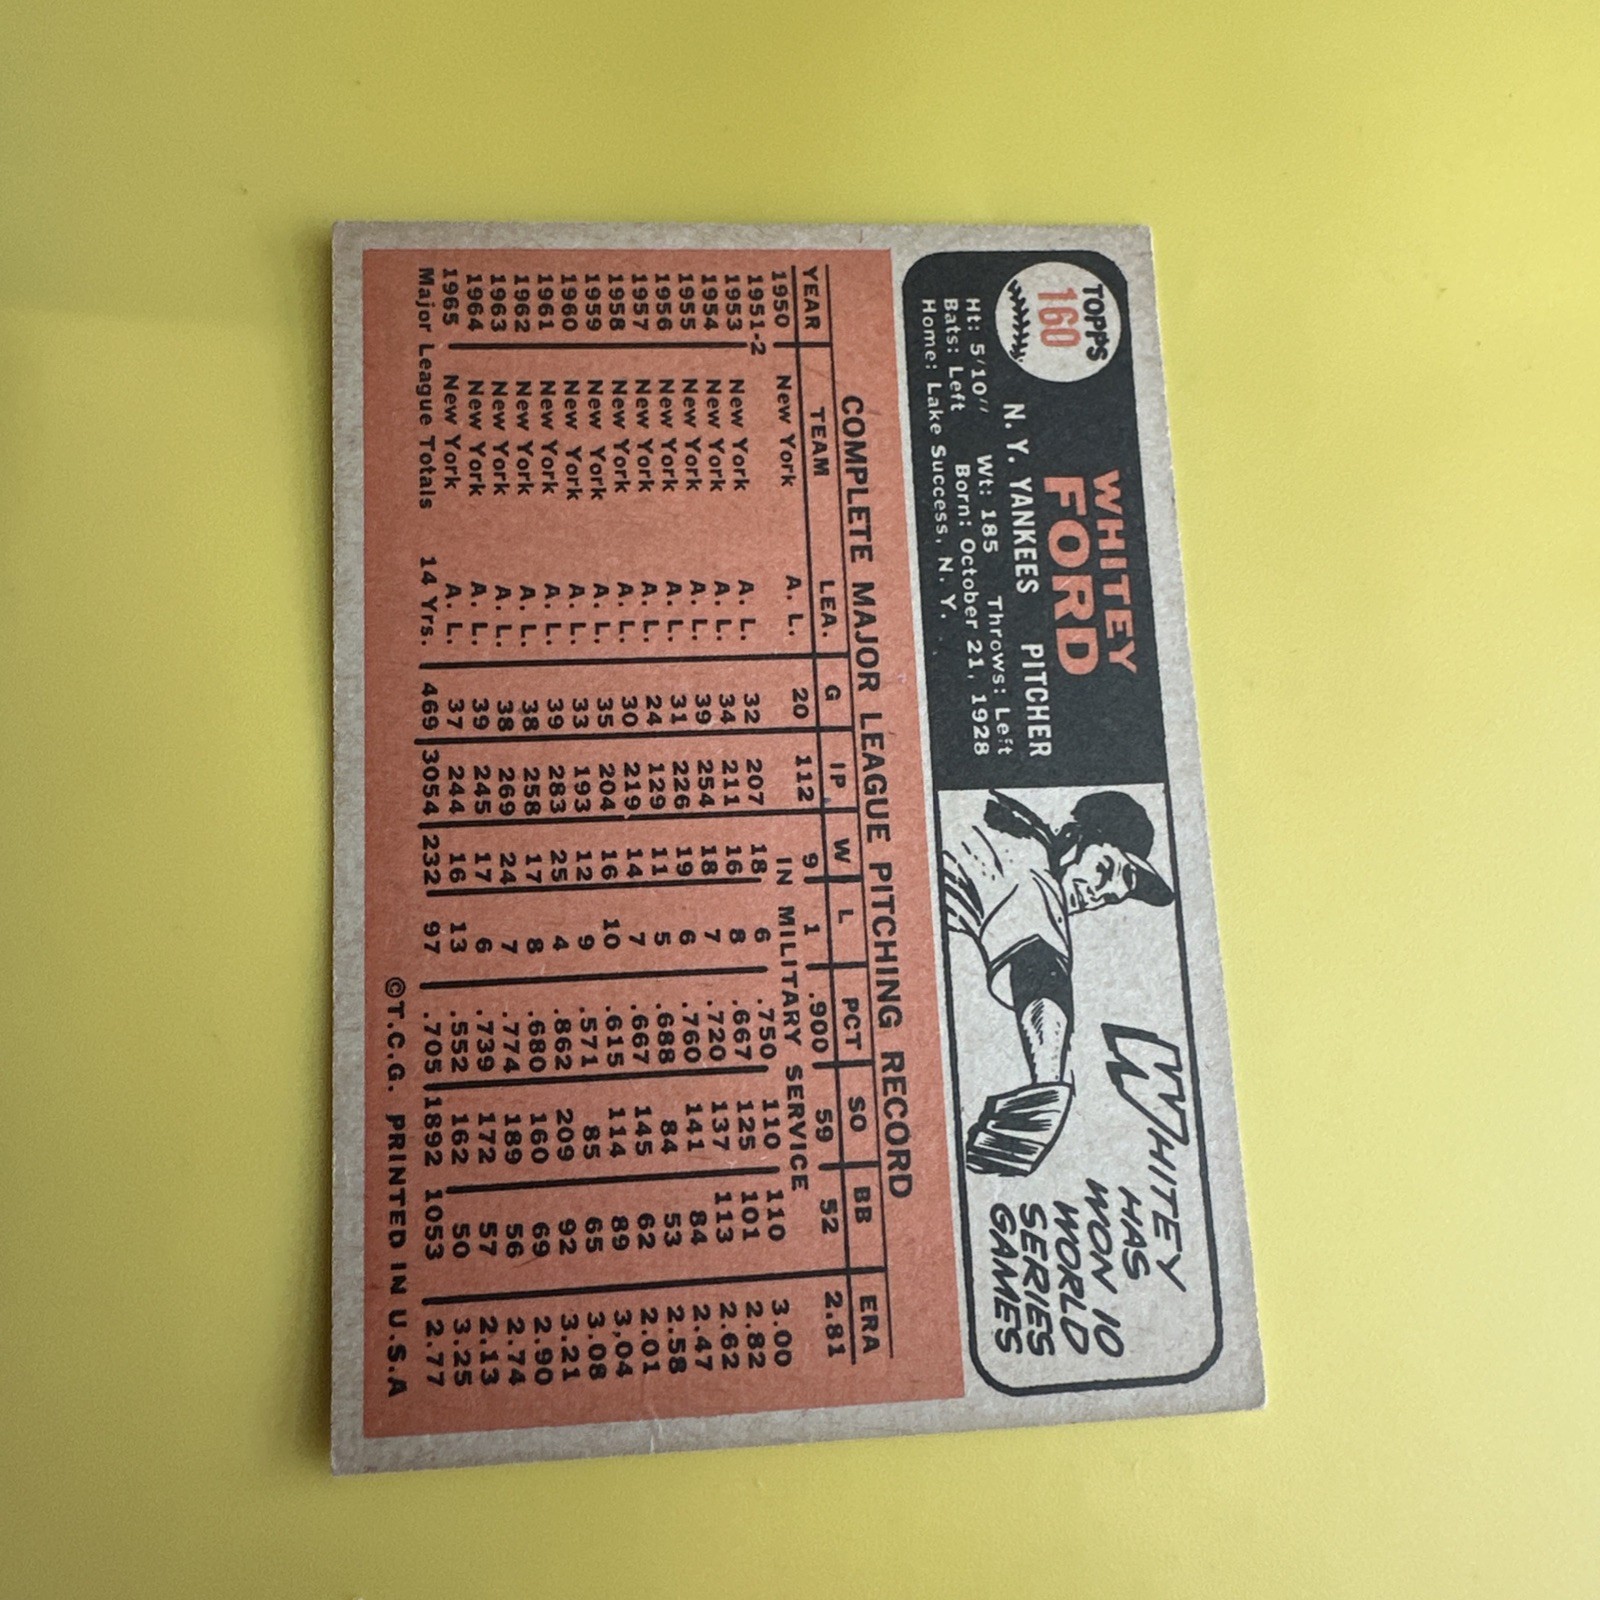 TOPPS
160
WHITEY
FORD
N. Y. YANKEES PITCHER
Ht: 5'10" Wt: 185 Throws: Left
Bats: Left Born: October 21, 1928
Home: Lake Success, N. Y.
WHITEY
HAS
WON 10
WORLD
SERIES
GAMES
COMPLETE MAJOR LEAGUE PITCHING RECORD
YEAR TEAM LEA. G IP W L PCT SO BB ERA
1950 New York A. L. 20 112 9 1 .900 59 52 2.81
1951-2 IN MILITARY SERVICE
1953 New York A. L. 32 207 18 6 .750 110 110 3.00
1954 New York A. L. 34 211 16 8 .667 125 101 2.82
1955 New York A. L. 39 254 18 7 .720 137 113 2.62
1956 New York A. L. 31 226 19 6 .760 141 84 2.47
1957 New York A. L. 24 129 11 5 .688 84 53 2.58
1958 New York A. L. 30 219 14 7 .667 145 62 2.01
1959 New York A. L. 35 204 16 10 .615 114 89 3.04
1960 New York A. L. 33 193 12 9 .571 85 65 3.08
1961 New York A. L. 39 283 25 4 .862 209 92 3.21
1962 New York A. L. 38 258 17 8 .680 160 69 2.90
1963 New York A. L. 38 269 24 7 .774 189 56 2.74
1964 New York A. L. 39 245 17 6 .739 172 57 2.13
1965 New York A. L. 37 244 16 13 .552 162 50 3.25
Major League Totals 14 Yrs. 469 3054 232 97 .705 1892 1053 2.77
©T.C.G. PRINTED IN U.S.A